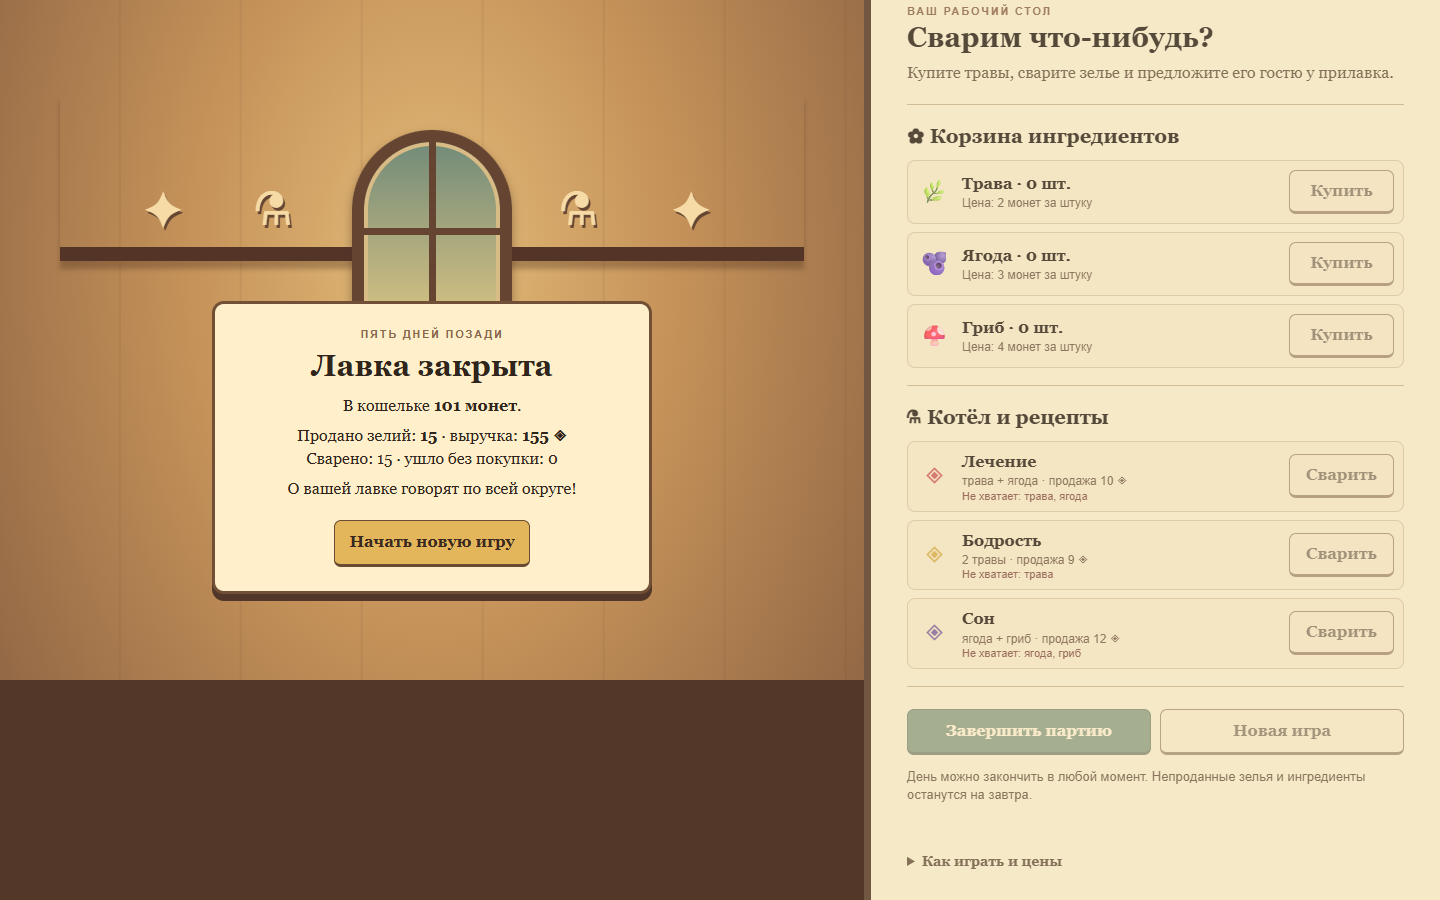 ПЯТЬ ДНЕЙ ПОЗАДИ
Лавка закрыта
В кошельке 101 монет.
Продано зелий: 15 · выручка: 155 ◈
Сварено: 15 · ушло без покупки: 0
О вашей лавке говорят по всей округе!
Начать новую игру
ВАШ РАБОЧИЙ СТОЛ
Сварим что-нибудь?
Купите травы, сварите зелье и предложите его гостю у прилавка.
✿ Корзина ингредиентов
Трава · 0 шт.
Цена: 2 монет за штуку
Купить
Ягода · 0 шт.
Цена: 3 монет за штуку
Купить
Гриб · 0 шт.
Цена: 4 монет за штуку
Купить
⚗ Котёл и рецепты
Лечение
трава + ягода · продажа 10 ◈
Не хватает: трава, ягода
Сварить
Бодрость
2 травы · продажа 9 ◈
Не хватает: трава
Сварить
Сон
ягода + гриб · продажа 12 ◈
Не хватает: ягода, гриб
Сварить
Завершить партию
Новая игра
День можно закончить в любой момент. Непроданные зелья и ингредиенты
останутся на завтра.
▶ Как играть и цены